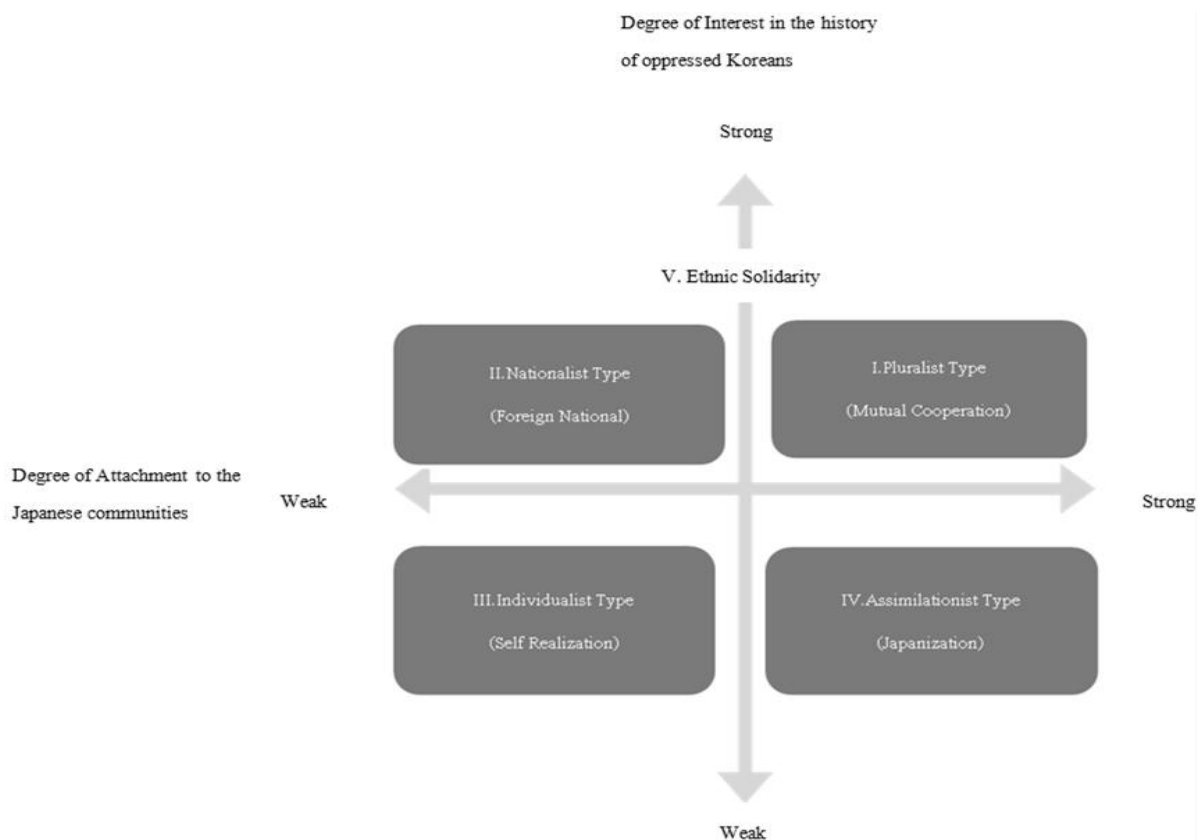 Degree of Interest in the history
of oppressed Koreans
Strong
V. Ethnic Solidarity
II.Nationalist Type
(Foreign National)
I.Pluralist Type
(Mutual Cooperation)
Degree of Attachment to the
Japanese communities
Weak
Strong
III.Individualist Type
(Self Realization)
IV.Assimilationist Type
(Japanization)
Weak